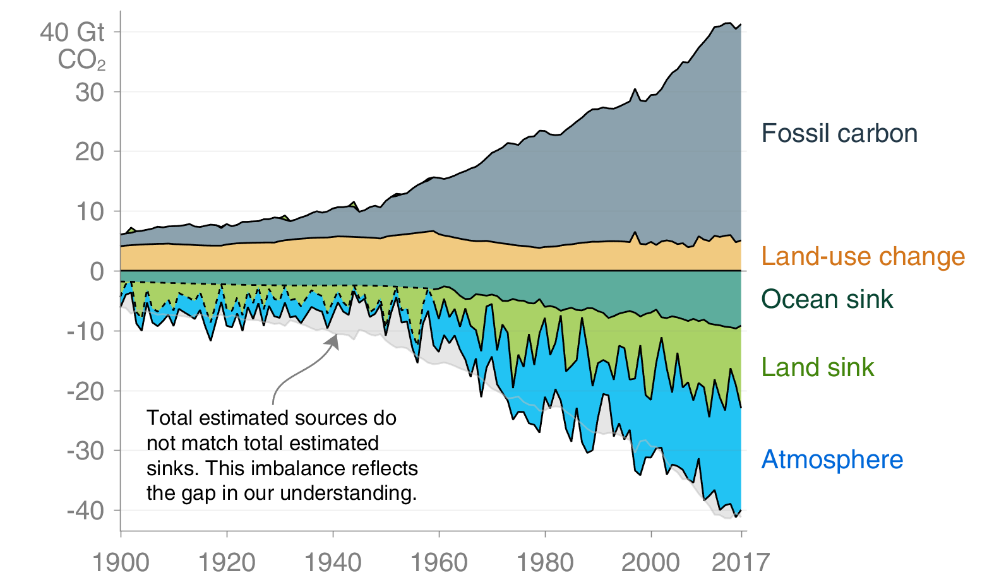 40 Gt
CO₂
30
20
10
0
-10
-20
-30
-40
Fossil carbon
Land-use change
Ocean sink
Land sink
Atmosphere
Total estimated sources do
not match total estimated
sinks. This imbalance reflects
the gap in our understanding.
1900 1920 1940 1960 1980 2000 2017